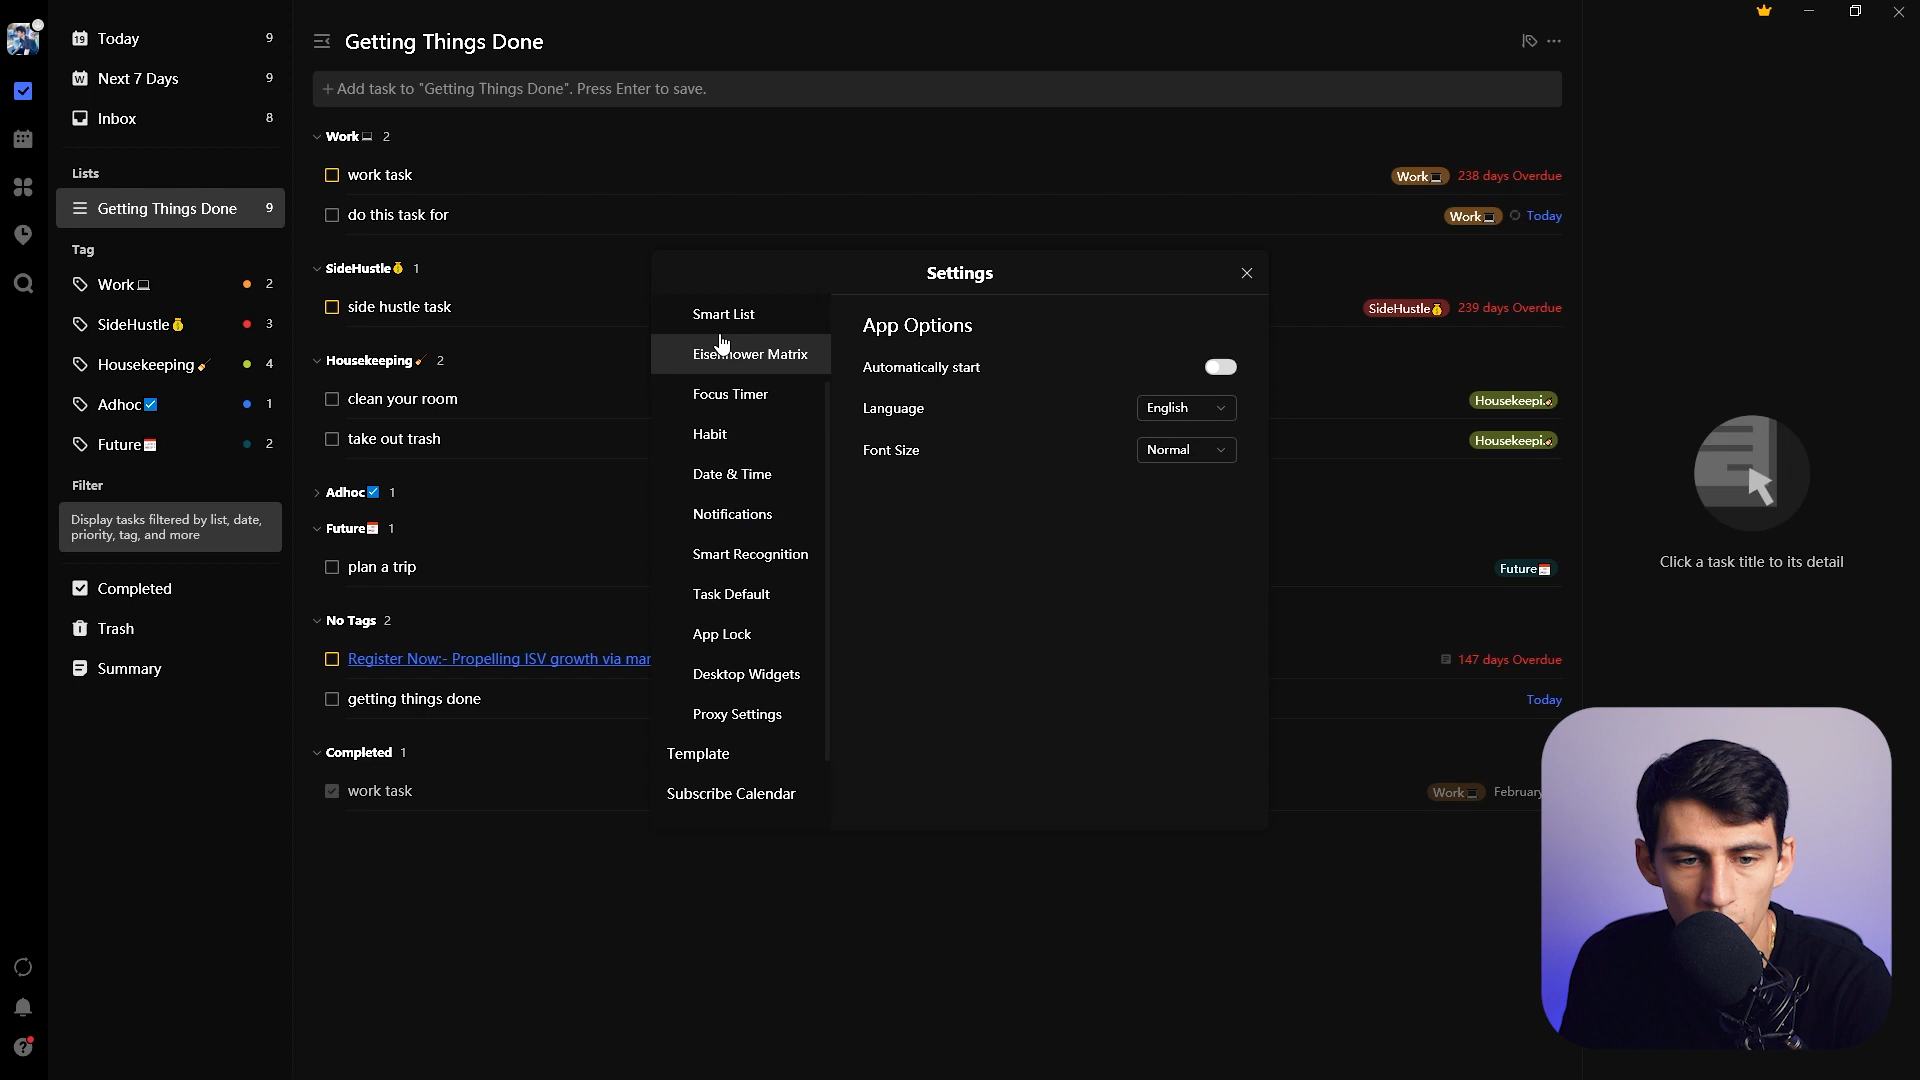 Today 9
Next 7 Days 9
Inbox 8
Lists
Getting Things Done 9
Tag
Work 2
SideHustle 3
Housekeeping 4
Adhoc 1
Future 2
Filter
Display tasks filtered by list, date,
priority, tag, and more
Completed
Trash
Summary
Getting Things Done
+ Add task to "Getting Things Done". Press Enter to save.
Work 2
work task Work 238 days Overdue
do this task for Work Today
SideHustle 1
side hustle task SideHustle 239 days Overdue
Housekeeping 2
clean your room Housekeepi..
take out trash Housekeepi..
Adhoc 1
Future 1
plan a trip Future
No Tags 2
Register Now:- Propelling ISV growth via mar 147 days Overdue
getting things done Today
Completed 1
work task Work February
Settings
Smart List
Eisenhower Matrix
Focus Timer
Habit
Date & Time
Notifications
Smart Recognition
Task Default
App Lock
Desktop Widgets
Proxy Settings
Template
Subscribe Calendar
App Options
Automatically start
Language English
Font Size Normal
Click a task title to its detail